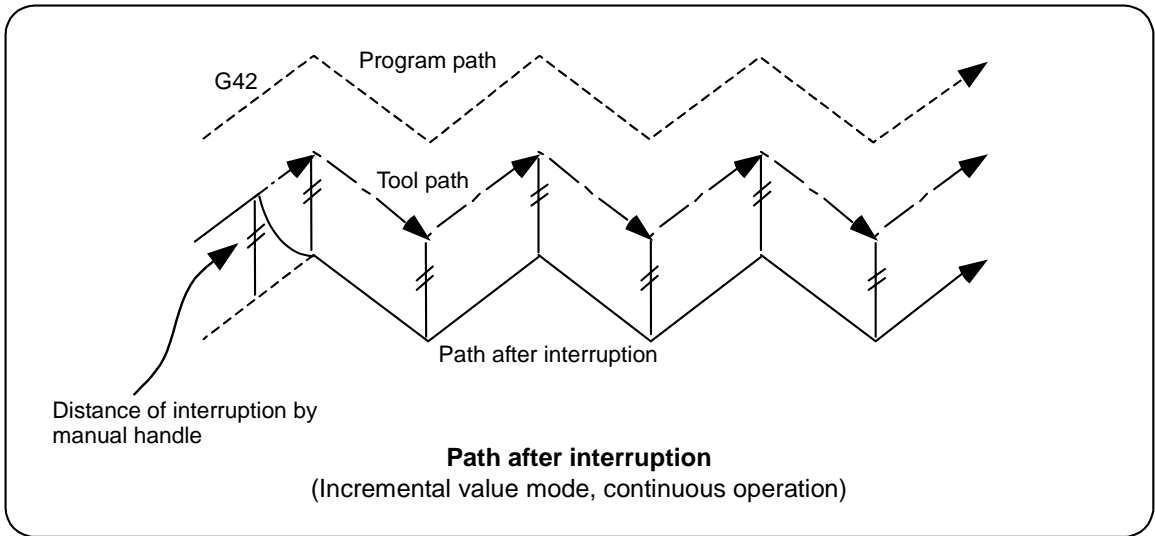 Program path
G42
Tool path
Path after interruption
Distance of interruption by
manual handle
Path after interruption
(Incremental value mode, continuous operation)